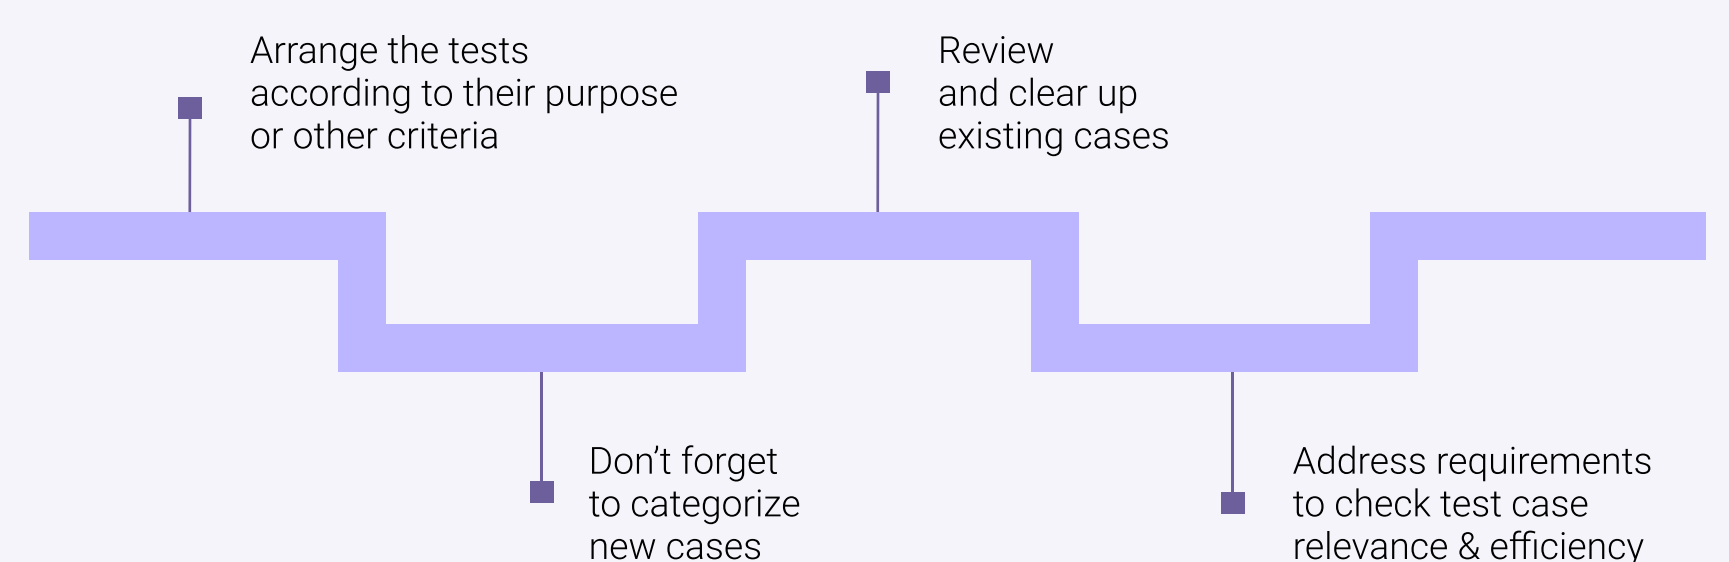 Arrange the tests
according to their purpose
or other criteria
Don’t forget
to categorize
new cases
Review
and clear up
existing cases
Address requirements
to check test case
relevance & efficiency